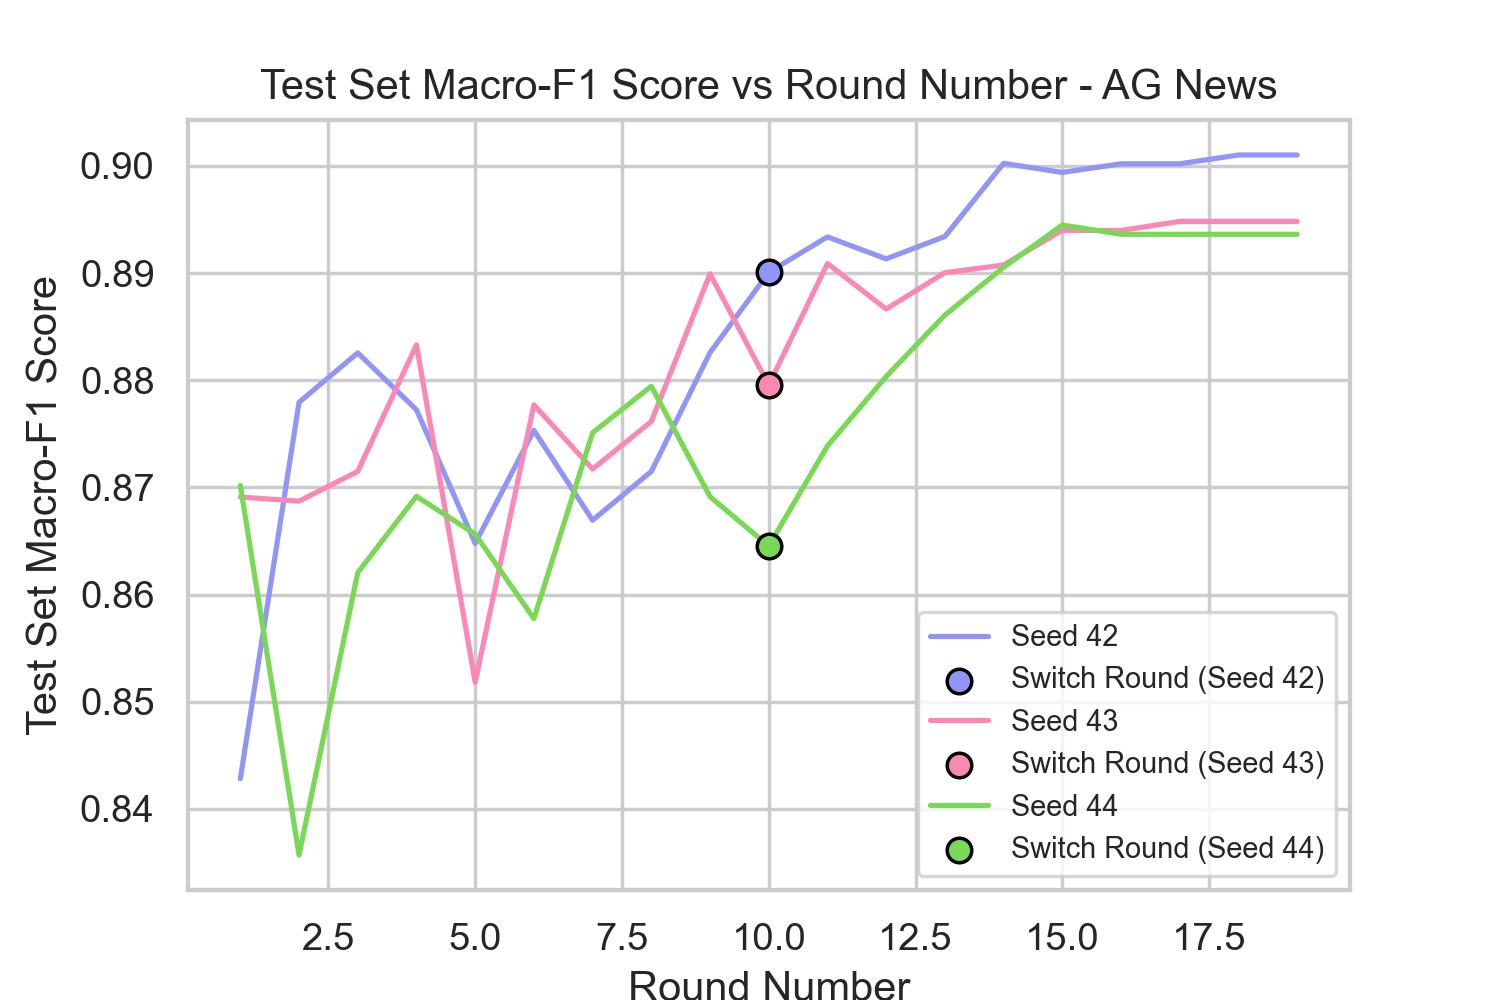 Test Set Macro-F1 Score vs Round Number - AG News
Test Set Macro-F1 Score
0.90
0.89
0.88
0.87
0.86
0.85
0.84
Seed 42
Switch Round (Seed 42)
Seed 43
Switch Round (Seed 43)
Seed 44
Switch Round (Seed 44)
2.5 5.0 7.5 10.0 12.5 15.0 17.5
Round Number